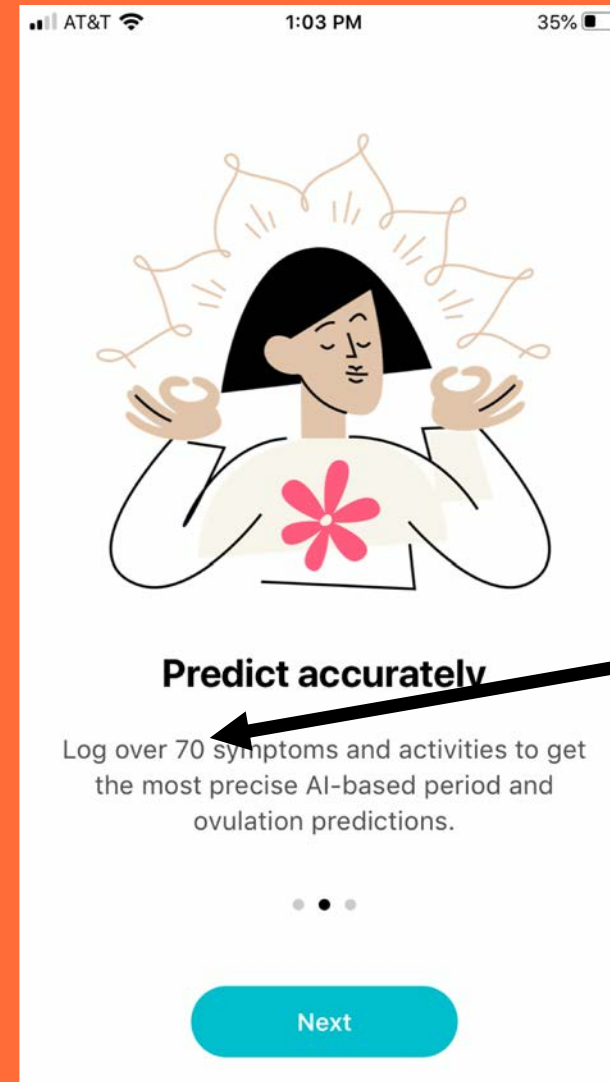 AT&T 1:03 PM 35%
Predict accurately
Log over 70 symptoms and activities to get
the most precise AI-based period and
ovulation predictions.
Next